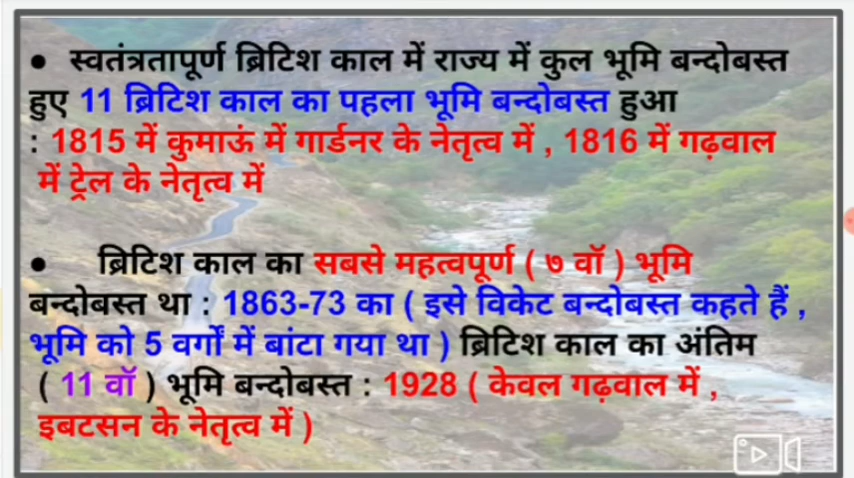 ● स्वतंत्रतापूर्ण ब्रिटिश काल में राज्य में कुल भूमि बन्दोबस्त
हुए 11 ब्रिटिश काल का पहला भूमि बन्दोबस्त हुआ
: 1815 में कुमाऊं में गार्डनर के नेतृत्व में , 1816 में गढ़वाल
में ट्रेल के नेतृत्व में
● ब्रिटिश काल का सबसे महत्वपूर्ण ( ७ वॉ ) भूमि
बन्दोबस्त था : 1863-73 का ( इसे विकेट बन्दोबस्त कहते हैं ,
भूमि को 5 वर्गों में बांटा गया था ) ब्रिटिश काल का अंतिम
( 11 वॉ ) भूमि बन्दोबस्त : 1928 ( केवल गढ़वाल में ,
इबटसन के नेतृत्व में )